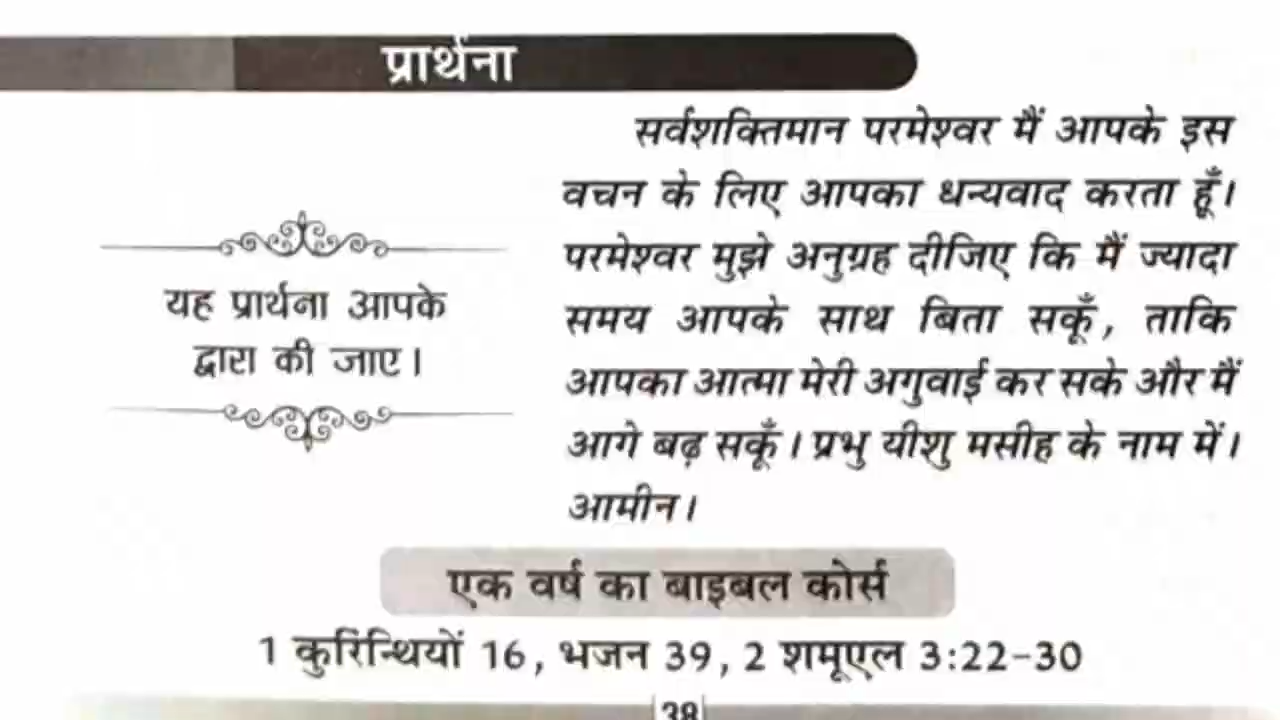 प्रार्थना
यह प्रार्थना आपके
द्वारा की जाए।
सर्वशक्तिमान परमेश्वर मैं आपके इस
वचन के लिए आपका धन्यवाद करता हूँ।
परमेश्वर मुझे अनुग्रह दीजिए कि मैं ज्यादा
समय आपके साथ बिता सकूँ, ताकि
आपका आत्मा मेरी अगुवाई कर सके और मैं
आगे बढ़ सकूँ। प्रभु यीशु मसीह के नाम में।
आमीन।
एक वर्ष का बाइबल कोर्स
1 कुरिन्थियों 16, भजन 39, 2 शमूएल 3:22-30
38